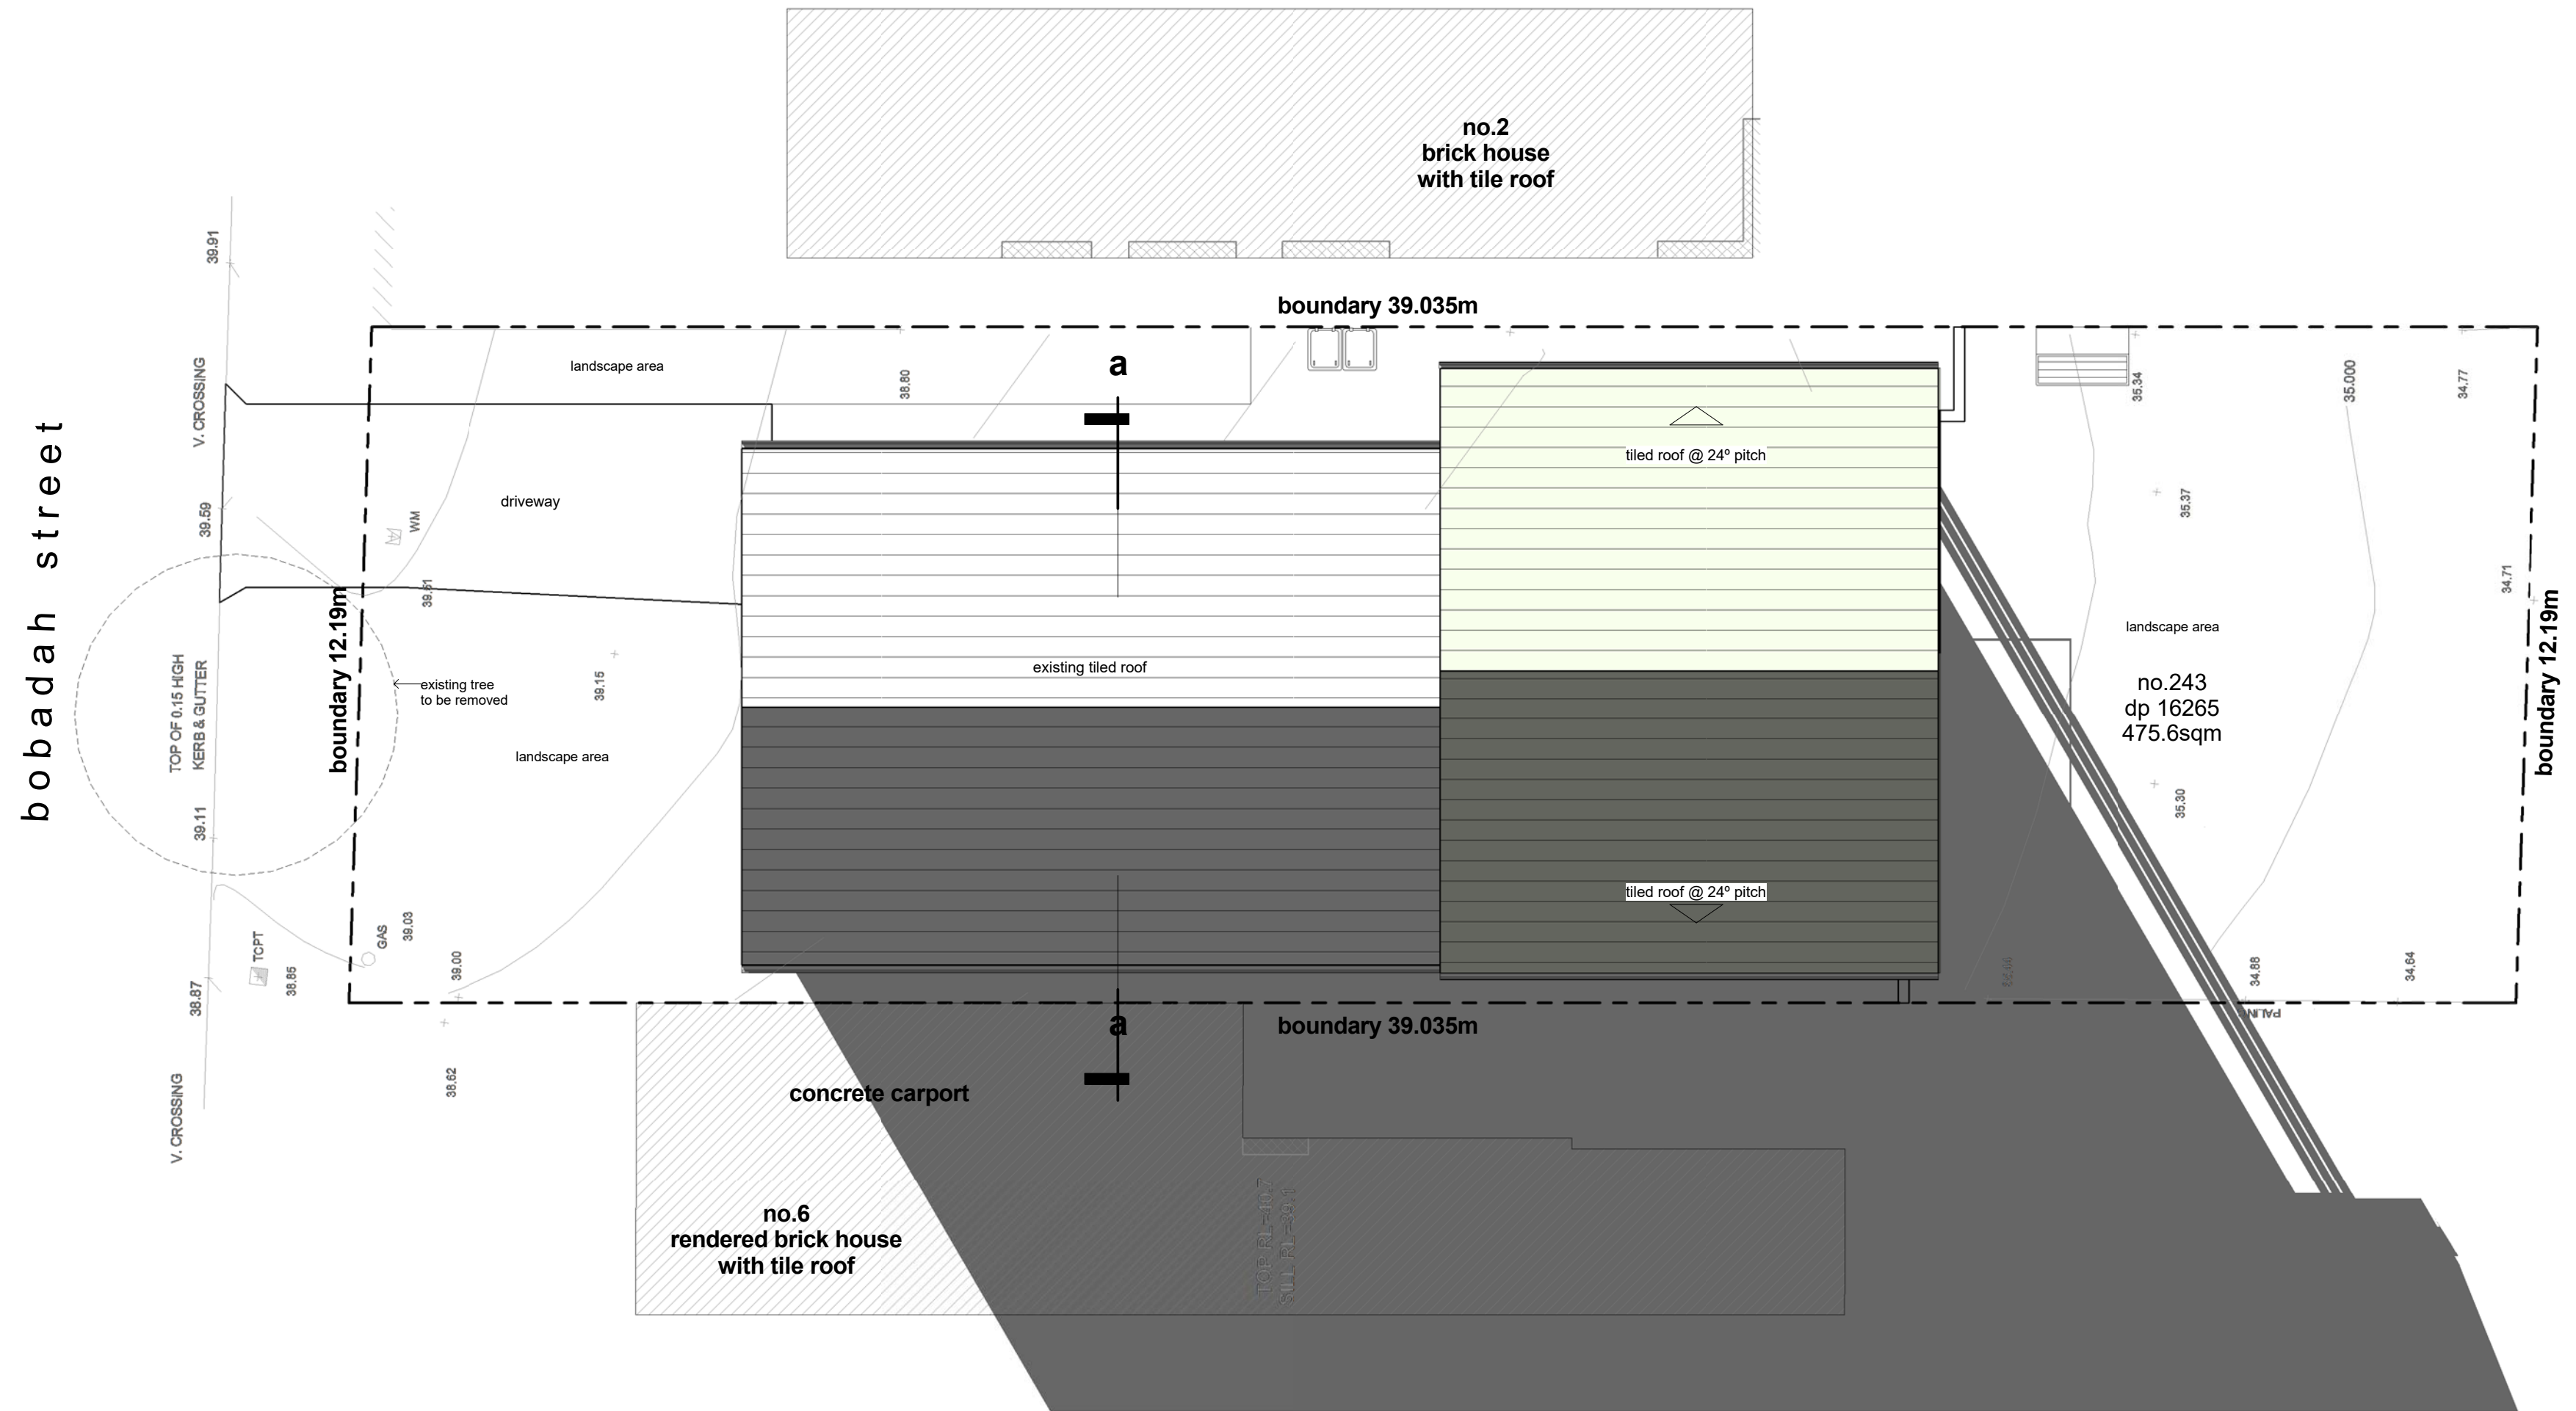 no.2
brick house
with tile roof
39.91
boundary 39.035m
landscape area
a
38.80
35.34
35.000
34.77
V. CROSSING
tiled roof @ 24º pitch
driveway
39.59
WM
35.37
bobadah street
39.51
34.71
boundary 12.19m
boundary 12.19m
landscape area
existing tiled roof
existing tree
to be removed
39.15
TOP OF 0.15 HIGH
KERB & GUTTER
no.243
dp 16265
475.6sqm
landscape area
39.11
35.30
tiled roof @ 24º pitch
GAS
39.03
TCPT
39.00
38.85
38.87
34.88
34.64
a
boundary 39.035m
38.62
concrete carport
V. CROSSING
no.6
rendered brick house
with tile roof